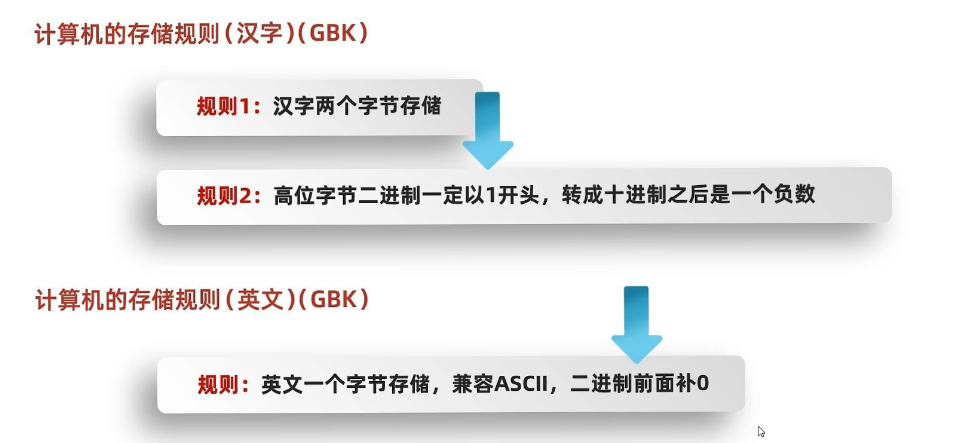 计算机的存储规则(汉字)(GBK)
规则1：汉字两个字节存储
规则2：高位字节二进制一定以1开头，转成十进制之后是一个负数
计算机的存储规则(英文)(GBK)
规则：英文一个字节存储，兼容ASCII，二进制前面补0